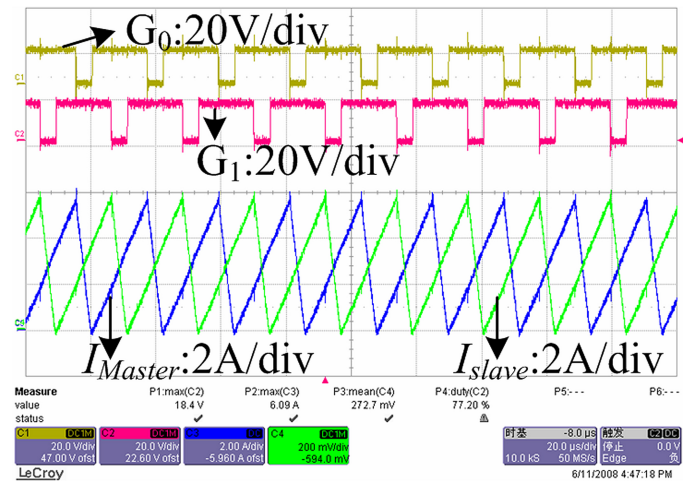 G0:20V/div
C1
C2
G1:20V/div
IMaster:2A/div
Islave:2A/div
Measure P1:max(C2) P2:max(C3) P3:mean(C4) P4:duty(C2) P5:--- P6:---
value 18.4 V 6.09 A 272.7 mV 77.20 %
status
C1 DC1M
20.0 V/div
47.00 V ofst
C2 DC1M
20.0 V/div
22.60 V ofst
DC1M
2.00 A/div
-5.960 A ofst
C4 DC1M
200 mV/div
-594.0 mV
时基 -8.0 µs
20.0 µs/div
10.0 kS 50 MS/s
触发 C2 DC
停止 0.0 V
Edge 负
LeCroy
6/11/2008 4:47:18 PM